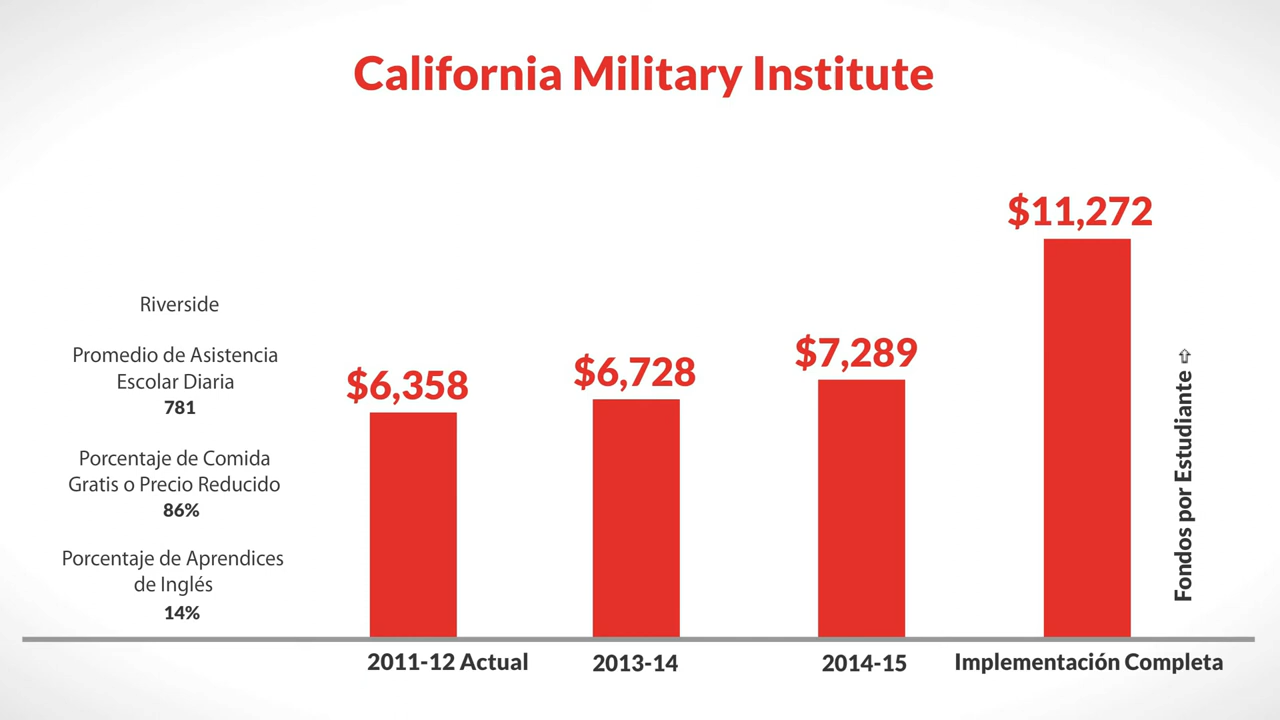 California Military Institute
Riverside
Promedio de Asistencia
Escolar Diaria
781
Porcentaje de Comida
Gratis o Precio Reducido
86%
Porcentaje de Aprendices
de Inglés
14%
$6,358
$6,728
$7,289
$11,272
2011-12 Actual
2013-14
2014-15
Implementación Completa
Fondos por Estudiante ⇨